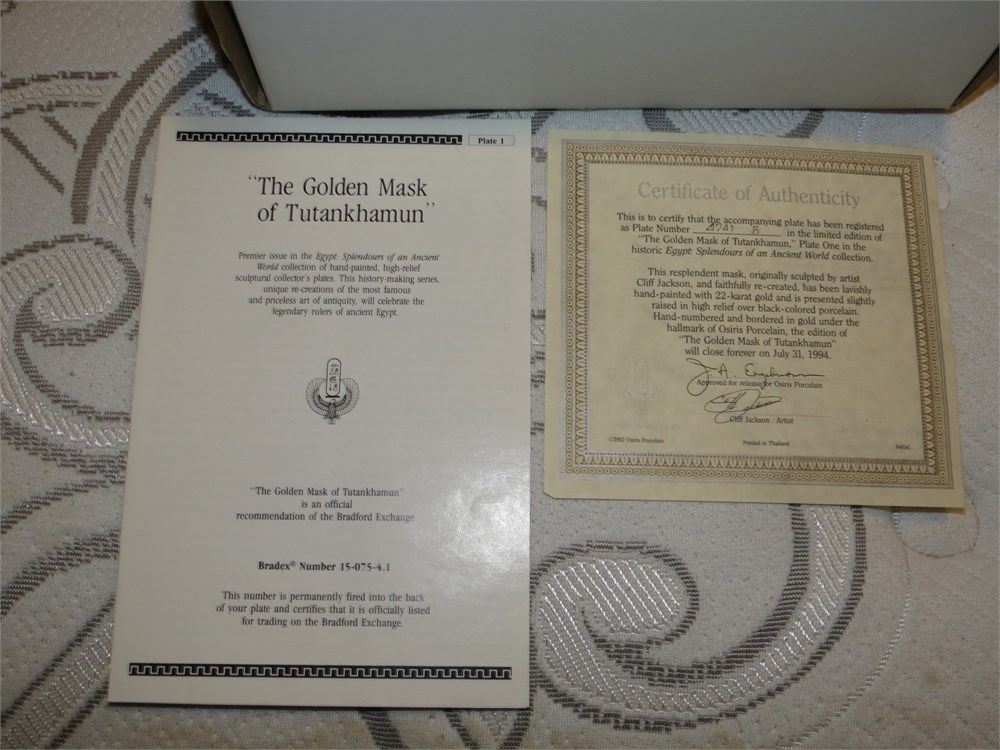 Plate 1
"The Golden Mask
of Tutankhamun"
Premier issue in the Egypt: Splendours of an Ancient
World collection of hand-painted, high-relief
sculptural collector's plates. This history-making series,
unique re-creations of the most famous
and priceless art of antiquity, will celebrate the
legendary rulers of ancient Egypt.
"The Golden Mask of Tutankhamun"
is an official
recommendation of the Bradford Exchange
Bradex® Number 15-075-4.1
This number is permanently fired into the back
of your plate and certifies that it is officially listed
for trading on the Bradford Exchange.
Certificate of Authenticity
This is to certify that the accompanying plate has been registered
as Plate Number B in the limited edition of
"The Golden Mask of Tutankhamun," Plate One in the
historic Egypt: Splendours of an Ancient World collection.
This resplendent mask, originally sculpted by artist
Cliff Jackson, and faithfully re-created, has been lavishly
hand-painted with 22-karat gold and is presented slightly
raised in high relief over black-colored porcelain.
Hand-numbered and bordered in gold under the
hallmark of Osiris Porcelain, the edition of
"The Golden Mask of Tutankhamun"
will close forever on July 31, 1994.
Approved for release for Osiris Porcelain
Cliff Jackson . Artist
Printed in Thailand